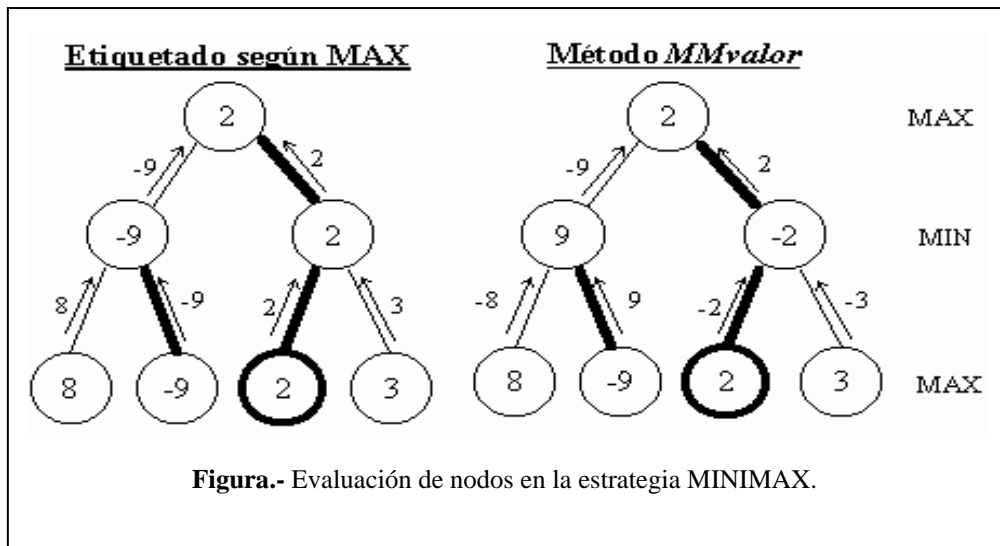 Etiquetado según MAX Método MMvalor
2 2 MAX
-9 2 -9 2
-9 2 9 -2 MIN
8 -9 2 3 -8 9 -2 -3
8 -9 2 3 8 -9 2 3 MAX
Figura.- Evaluación de nodos en la estrategia MINIMAX.